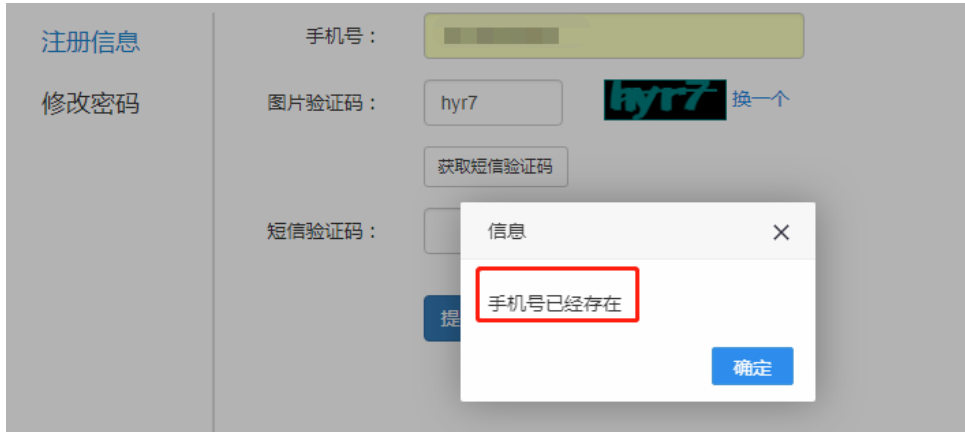 注册信息
手机号：
修改密码
图片验证码：
hyr7
hyr7
换一个
获取短信验证码
短信验证码：
信息
手机号已经存在
提
确定